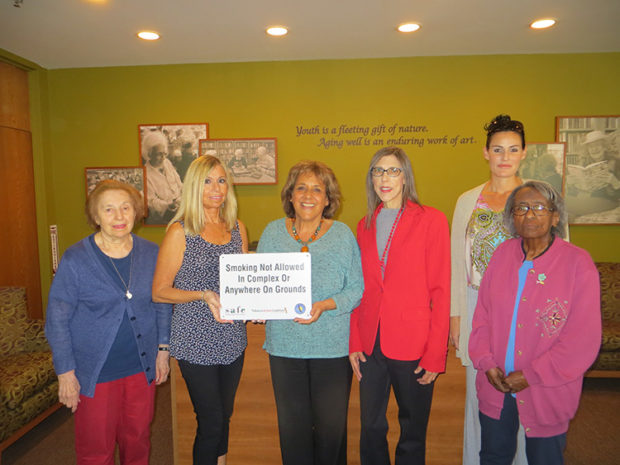 Youth is a fleeting gift of nature.
Aging well is an enduring work of art.
Smoking Not Allowed
In Complex Or
Anywhere On Grounds
safe